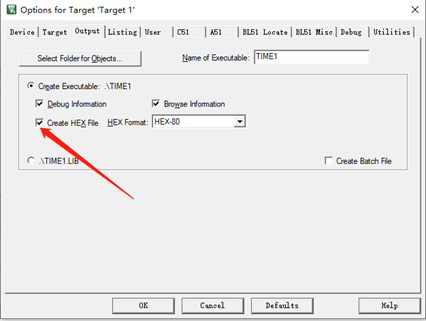 Options for Target 'Target 1'
Device Target Output Listing User C51 A51 BL51 Locate BL51 Misc Debug Utilities
Select Folder for Objects... Name of Executable: TIME1
Create Executable: .\TIME1
Debug Information Browse Information
Create HEX File HEX Format: HEX-80
.\TIME1.LIB Create Batch File
OK Cancel Defaults Help